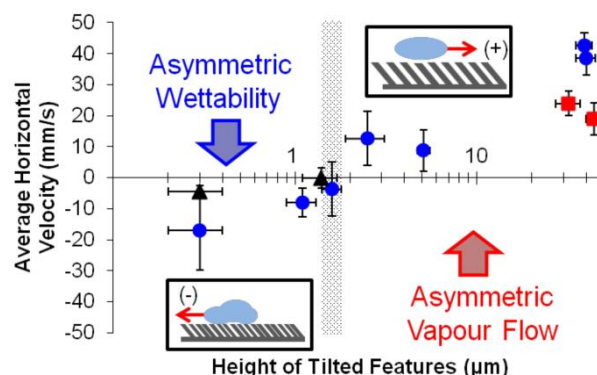 50
40
30
20
10
0
-10
-20
-30
-40
-50
Average Horizontal
Velocity (mm/s)
Asymmetric
Wettability
(+)
1
10
(-)
Asymmetric
Vapour Flow
Height of Tilted Features (μm)